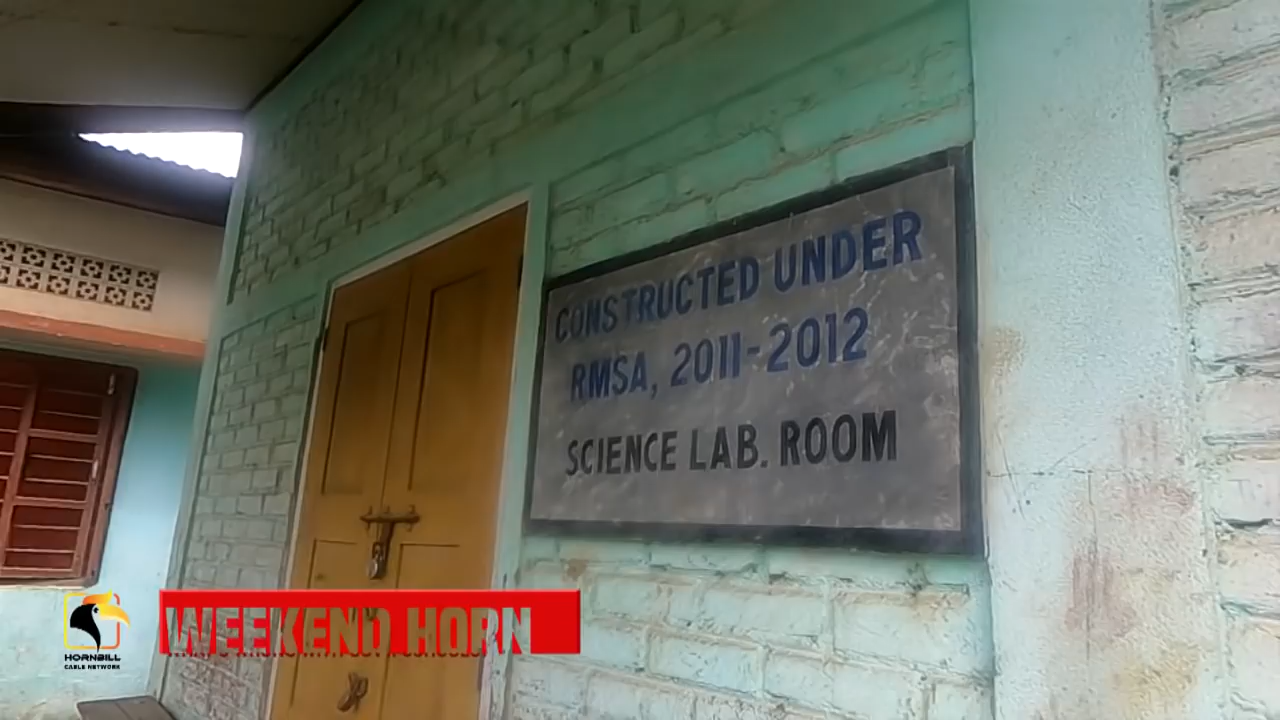 CONSTRUCTED UNDER
RMSA, 2011-2012
SCIENCE LAB. ROOM
WEEKEND HORN
HORNBILL
CABLE NETWORK